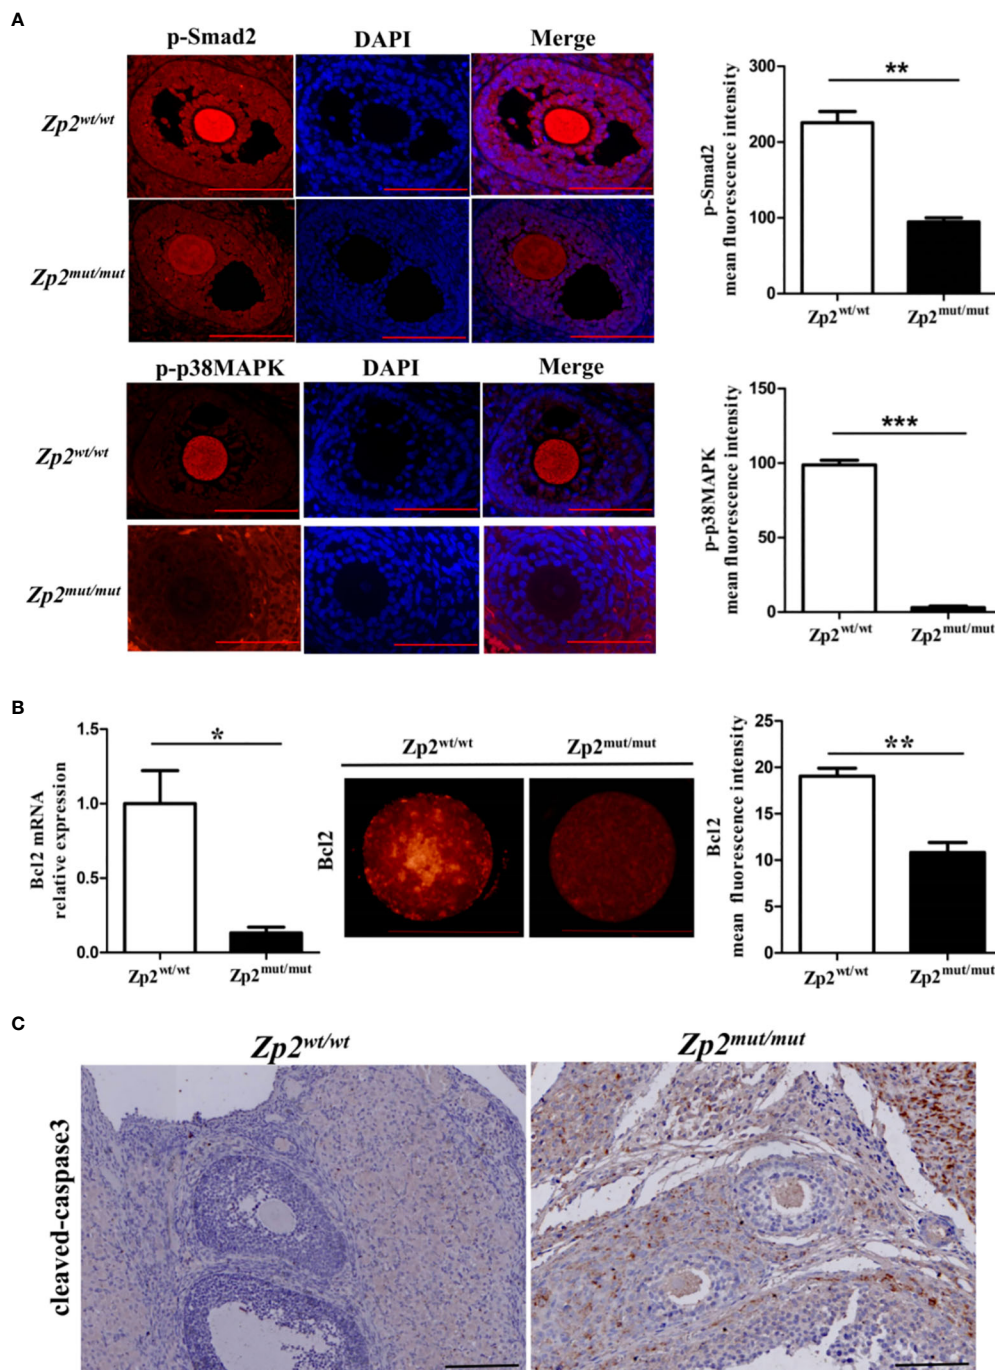 A
p-Smad2 DAPI Merge
Zp2wt/wt
Zp2mut/mut
p-Smad2
mean fluorescence intensity
300
200
100
0
**
Zp2wt/wt Zp2mut/mut
p-p38MAPK DAPI Merge
Zp2wt/wt
Zp2mut/mut
p-p38MAPK
mean fluorescence intensity
150
100
50
0
***
Zp2wt/wt Zp2mut/mut
B
Bcl2 mRNA
relative expression
1.5
1.0
0.5
0.0
*
Zp2wt/wt Zp2mut/mut
Zp2wt/wt Zp2mut/mut
Bcl2
Bcl2
mean fluorescence intensity
25
20
15
10
5
0
**
Zp2wt/wt Zp2mut/mut
C
Zp2wt/wt Zp2mut/mut
cleaved-caspase3